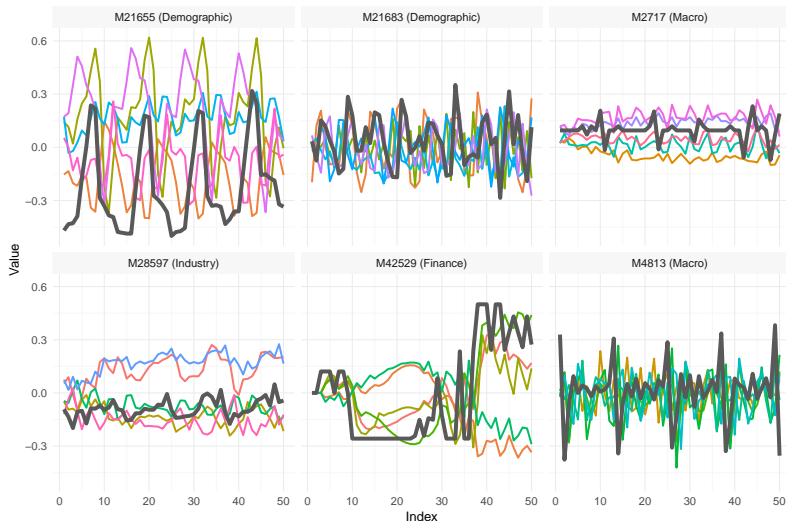 M21655 (Demographic) M21683 (Demographic) M2717 (Macro)
0.6
0.3
0.0
−0.3
Value
M28597 (Industry) M42529 (Finance) M4813 (Macro)
0.6
0.3
0.0
−0.3
0 10 20 30 40 50 0 10 20 30 40 50 0 10 20 30 40 50
Index